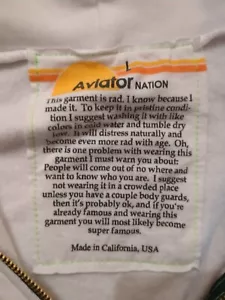 L
Aviator NATION
This garment is rad. I know because I
made it. To keep it in pristine condi-
tion I suggest washing it with like
colors in cold water and tumble dry
low. It will distress naturally and
become even more rad with age. Oh,
there is one problem with wearing this
garment I must warn you about:
People will come out of no where and
want to know who you are. I suggest
not wearing it in a crowded place
unless you have a couple body guards,
then it's probably ok, and if you're
already famous and wearing this
garment you will most likely become
super famous.
Made in California, USA